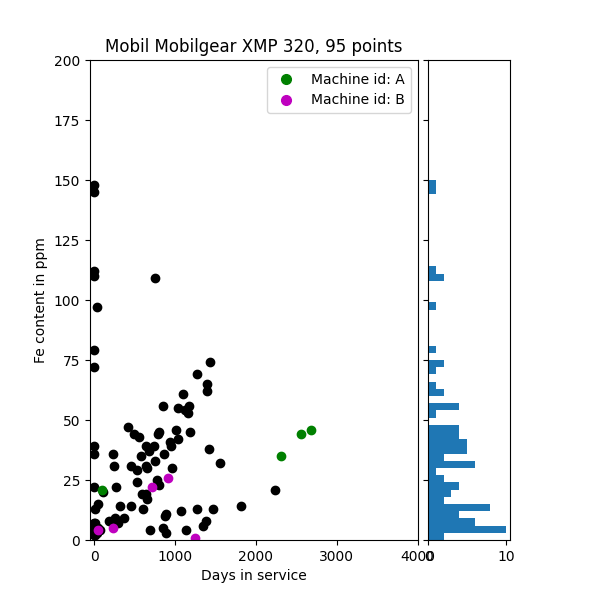 Mobil Mobilgear XMP 320, 95 points
Machine id: A
Machine id: B
Fe content in ppm
200
175
150
125
100
75
50
25
0
0 1000 2000 3000 4000
0 10
Days in service